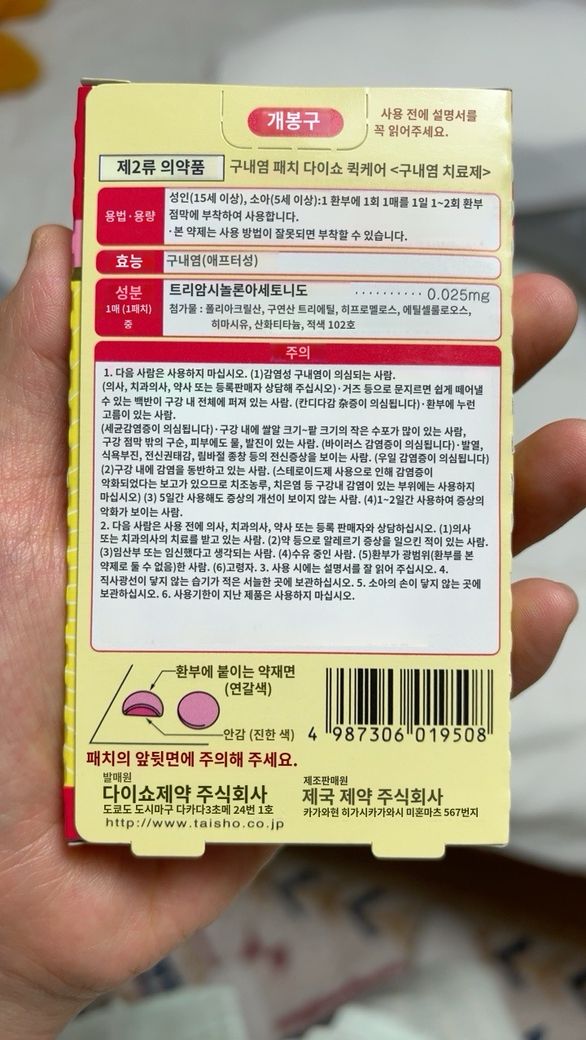 개봉구
사용 전에 설명서를
꼭 읽어주세요.
제2류 의약품
구내염 패치 다이쇼 퀵케어 <구내염 치료제>
용법·용량
성인(15세 이상), 소아(5세 이상):1 환부에 1회 1매를 1일 1~2회 환부
점막에 부착하여 사용합니다.
·본 약제는 사용 방법이 잘못되면 부착할 수 있습니다.
효능
구내염(애프터성)
성분
1매 (1패치)
중
트리암시놀론아세토니도 ·········· 0.025mg
첨가물 : 폴리아크릴산, 구연산 트리에틸, 히프로멜로스, 에틸셀룰로오스,
히마시유, 산화티타늄, 적색 102호
주의
1. 다음 사람은 사용하지 마십시오. (1)감염성 구내염이 의심되는 사람.
(의사, 치과의사, 약사 또는 등록판매자 상담해 주십시오)·거즈 등으로 문지르면 쉽게 떼어낼
수 있는 백반이 구강 내 전체에 퍼져 있는 사람. (칸디다감 잡증이 의심됩니다)·환부에 누런
고름이 있는 사람.
(세균감염증이 의심됩니다)·구강 내에 쌀알 크기~팥 크기의 작은 수포가 많이 있는 사람,
구강 점막 밖의 구순, 피부에도 물, 발진이 있는 사람. (바이러스 감염증이 의심됩니다)·발열,
식욕부진, 전신권태감, 림바절 종창 등의 전신증상을 보이는 사람. (우일 감염증이 의심됩니다)
(2)구강 내에 감염을 동반하고 있는 사람. (스테로이드제 사용으로 인해 감염증이
악화되었다는 보고가 있으므로 치조농루, 치은염 등 구강내 감염이 있는 부위에는 사용하지
마십시오) (3) 5일간 사용해도 증상의 개선이 보이지 않는 사람. (4)1~2일간 사용하여 증상의
악화가 보이는 사람.
2. 다음 사람은 사용 전에 의사, 치과의사, 약사 또는 등록 판매자와 상담하십시오. (1)의사
또는 치과의사의 치료를 받고 있는 사람. (2)약 등으로 알레르기 증상을 일으킨 적이 있는 사람.
(3)임산부 또는 임신했다고 생각되는 사람. (4)수유 중인 사람. (5)환부가 광범위(환부를 본
약제로 둘 수 없음)한 사람. (6)고령자. 3. 사용 시에는 설명서를 잘 읽어 주십시오. 4.
직사광선이 닿지 않는 습기가 적은 서늘한 곳에 보관하십시오. 5. 소아의 손이 닿지 않는 곳에
보관하십시오. 6. 사용기한이 지난 제품은 사용하지 마십시오.
환부에 붙이는 약재면
(연갈색)
안감 (진한 색)
4 987306 019508
패치의 앞뒷면에 주의해 주세요.
발매원
다이쇼제약 주식회사
도쿄도 도시마구 다카다3초메 24번 1호
http://www.taisho.co.jp
제조판매원
제국 제약 주식회사
카가와현 히가시카가와시 미혼마츠 567번지